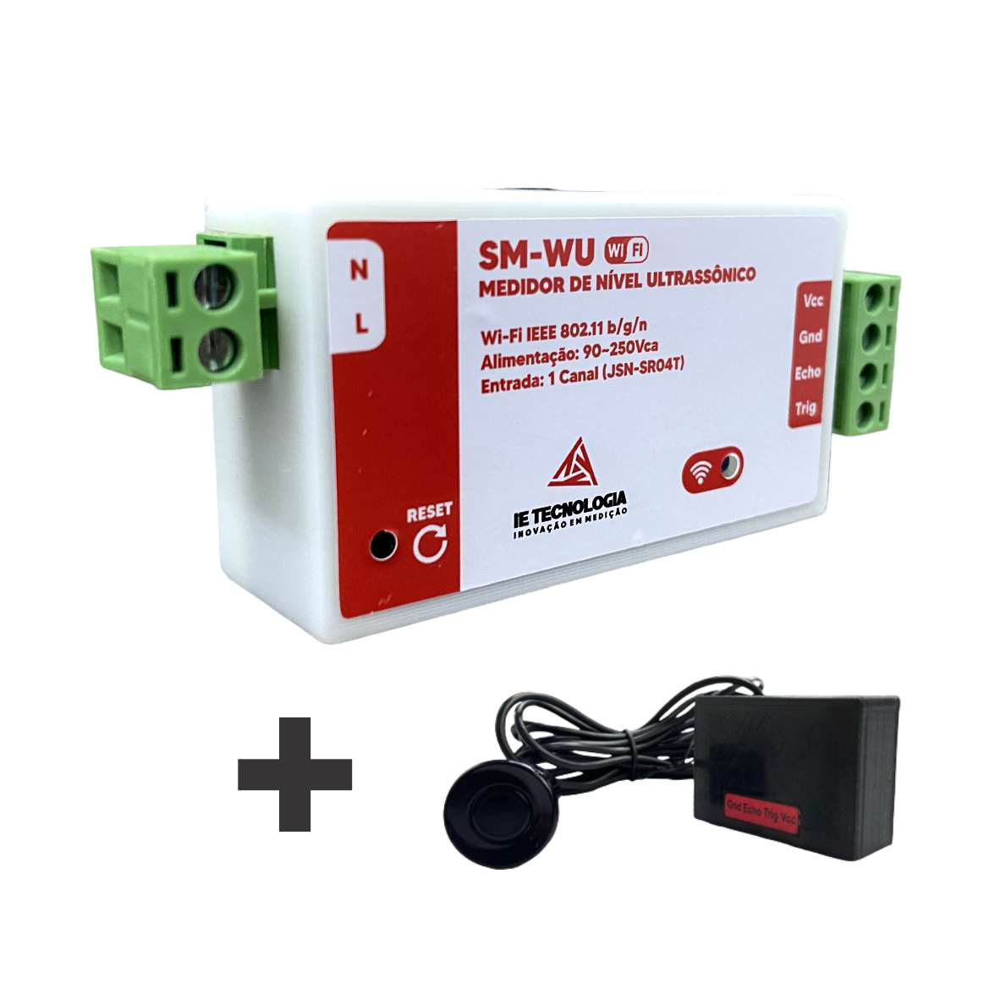 N
L
SM-WU Wi Fi
MEDIDOR DE NÍVEL ULTRASSÔNICO
Wi-Fi IEEE 802.11 b/g/n
Alimentação: 90~250Vca
Entrada: 1 Canal (JSN-SR04T)
Vcc
Gnd
Echo
Trig
RESET
IE TECNOLOGIA
INOVAÇÃO EM MEDIÇÃO
Gnd Echo Trig Vcc